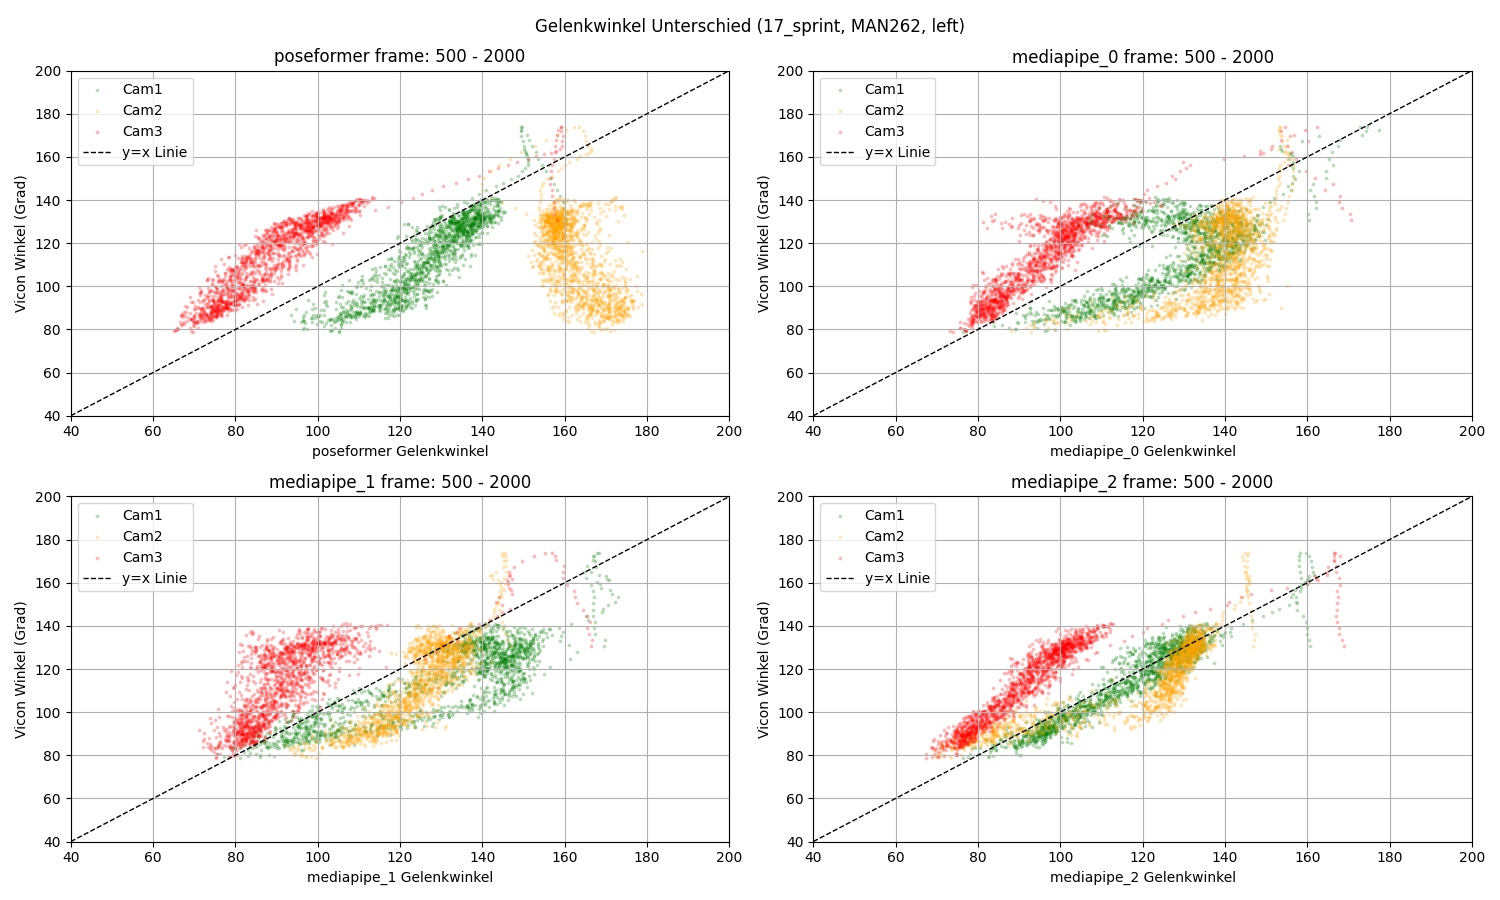 Gelenkwinkel Unterschied (17_sprint, MAN262, left)
poseformer frame: 500 - 2000
Cam1
Cam2
Cam3
y=x Linie
200
180
160
140
120
100
80
60
40
Vicon Winkel (Grad)
40 60 80 100 120 140 160 180 200
poseformer Gelenkwinkel
mediapipe_0 frame: 500 - 2000
Cam1
Cam2
Cam3
y=x Linie
200
180
160
140
120
100
80
60
40
Vicon Winkel (Grad)
40 60 80 100 120 140 160 180 200
mediapipe_0 Gelenkwinkel
mediapipe_1 frame: 500 - 2000
Cam1
Cam2
Cam3
y=x Linie
200
180
160
140
120
100
80
60
40
Vicon Winkel (Grad)
40 60 80 100 120 140 160 180 200
mediapipe_1 Gelenkwinkel
mediapipe_2 frame: 500 - 2000
Cam1
Cam2
Cam3
y=x Linie
200
180
160
140
120
100
80
60
40
Vicon Winkel (Grad)
40 60 80 100 120 140 160 180 200
mediapipe_2 Gelenkwinkel